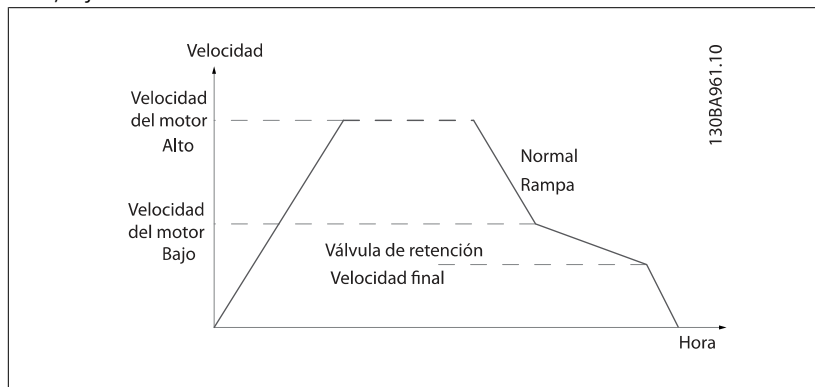 Velocidad
Velocidad
del motor
Alto
Normal
Rampa
Velocidad
del motor
Bajo
Válvula de retención
Velocidad final
Hora
130BA961.10